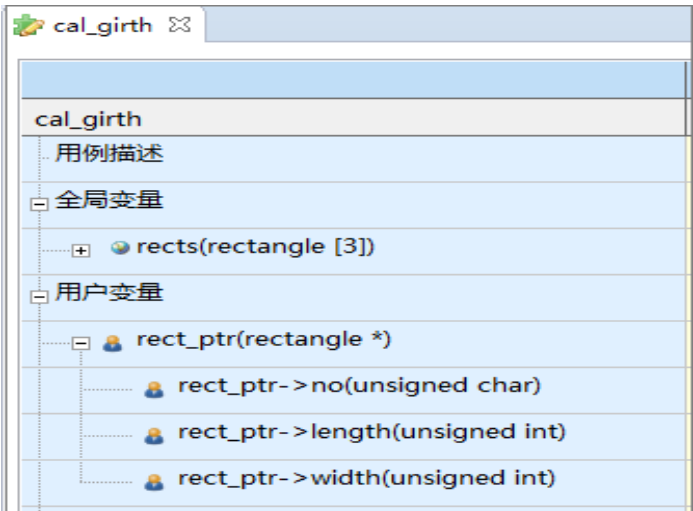 cal_girth
cal_girth
用例描述
全局变量
rects(rectangle [3])
用户变量
rect_ptr(rectangle *)
rect_ptr->no(unsigned char)
rect_ptr->length(unsigned int)
rect_ptr->width(unsigned int)